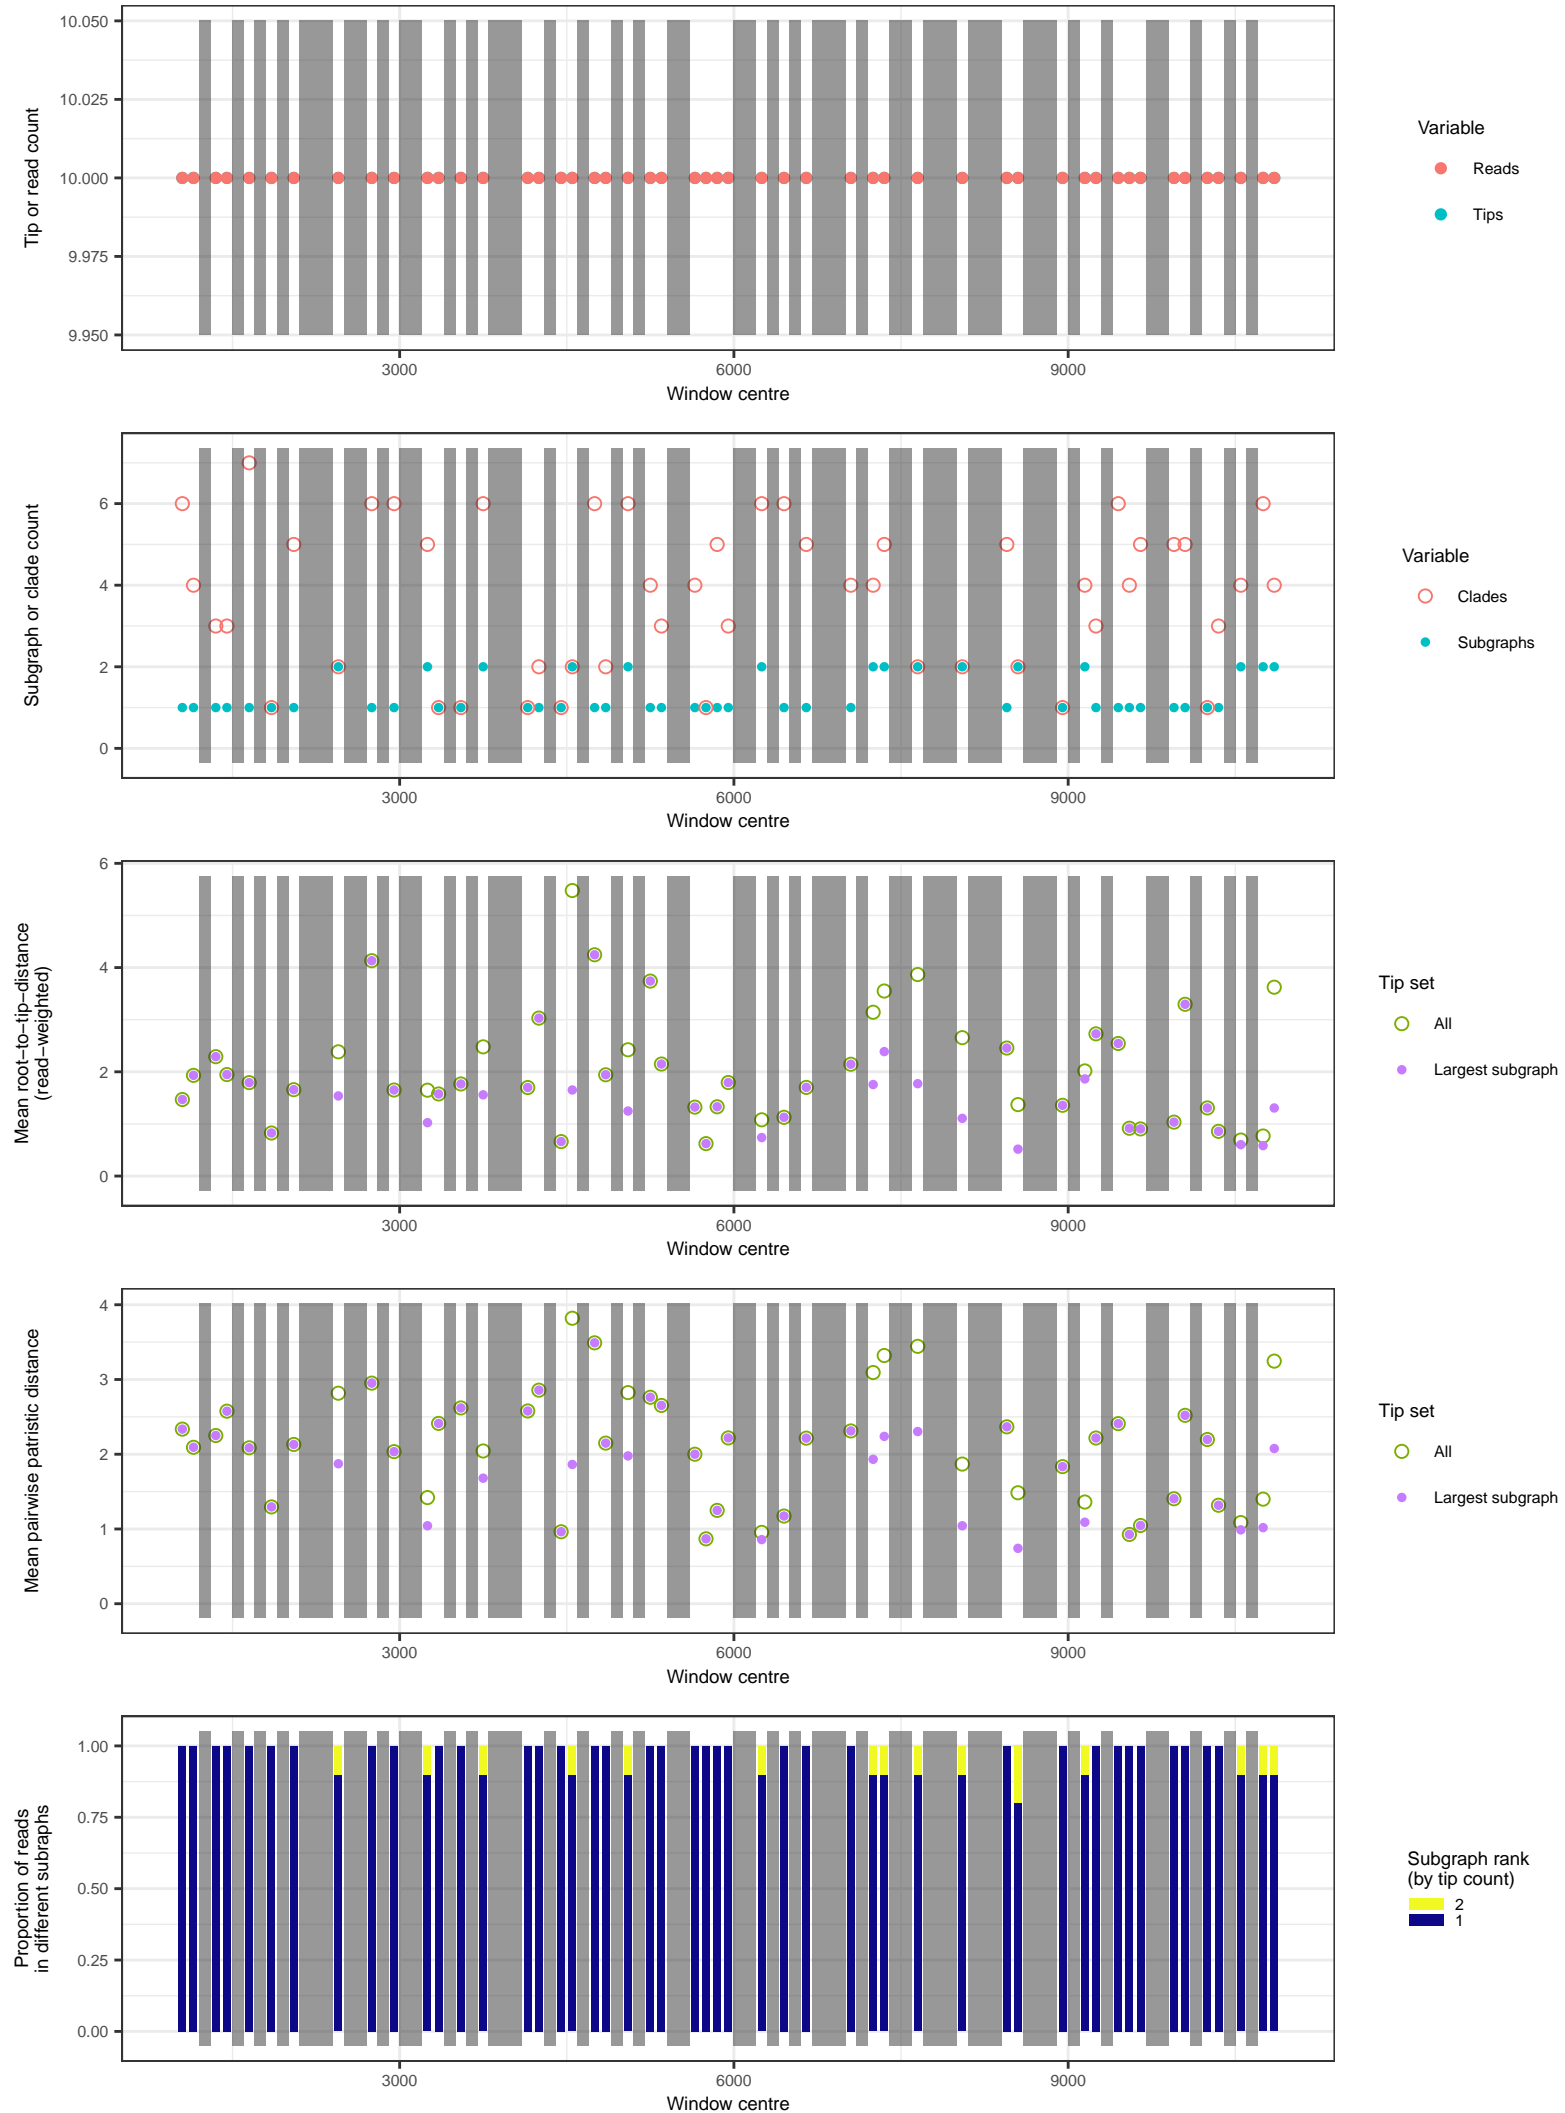 10.050
10.025
10.000
9.975
9.950
Tip or read count
3000
6000
9000
Window centre
Variable
Reads
Tips
6
4
2
0
Subgraph or clade count
3000
6000
9000
Window centre
Variable
Clades
Subgraphs
6
4
2
0
Mean root−to−tip−distance
(read−weighted)
3000
6000
9000
Window centre
Tip set
All
Largest subgraph
4
3
2
1
0
Mean pairwise patristic distance
3000
6000
9000
Window centre
Tip set
All
Largest subgraph
1.00
0.75
0.50
0.25
0.00
Proportion of reads
in different subraphs
3000
6000
9000
Window centre
Subgraph rank
(by tip count)
2
1